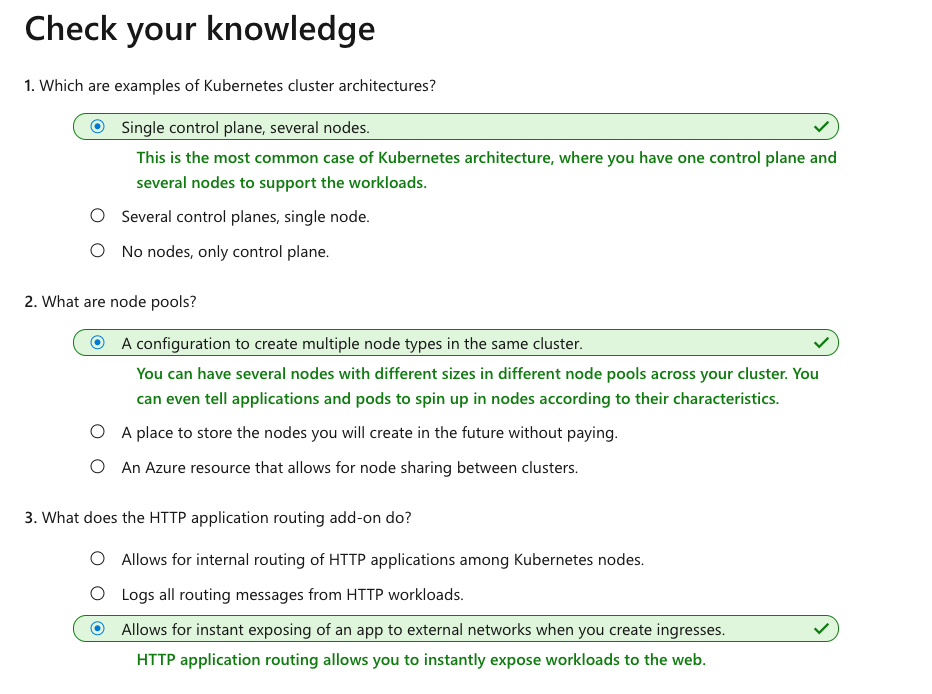 Check your knowledge
1. Which are examples of Kubernetes cluster architectures?
Single control plane, several nodes.
This is the most common case of Kubernetes architecture, where you have one control plane and
several nodes to support the workloads.
Several control planes, single node.
No nodes, only control plane.
2. What are node pools?
A configuration to create multiple node types in the same cluster.
You can have several nodes with different sizes in different node pools across your cluster. You
can even tell applications and pods to spin up in nodes according to their characteristics.
A place to store the nodes you will create in the future without paying.
An Azure resource that allows for node sharing between clusters.
3. What does the HTTP application routing add-on do?
Allows for internal routing of HTTP applications among Kubernetes nodes.
Logs all routing messages from HTTP workloads.
Allows for instant exposing of an app to external networks when you create ingresses.
HTTP application routing allows you to instantly expose workloads to the web.